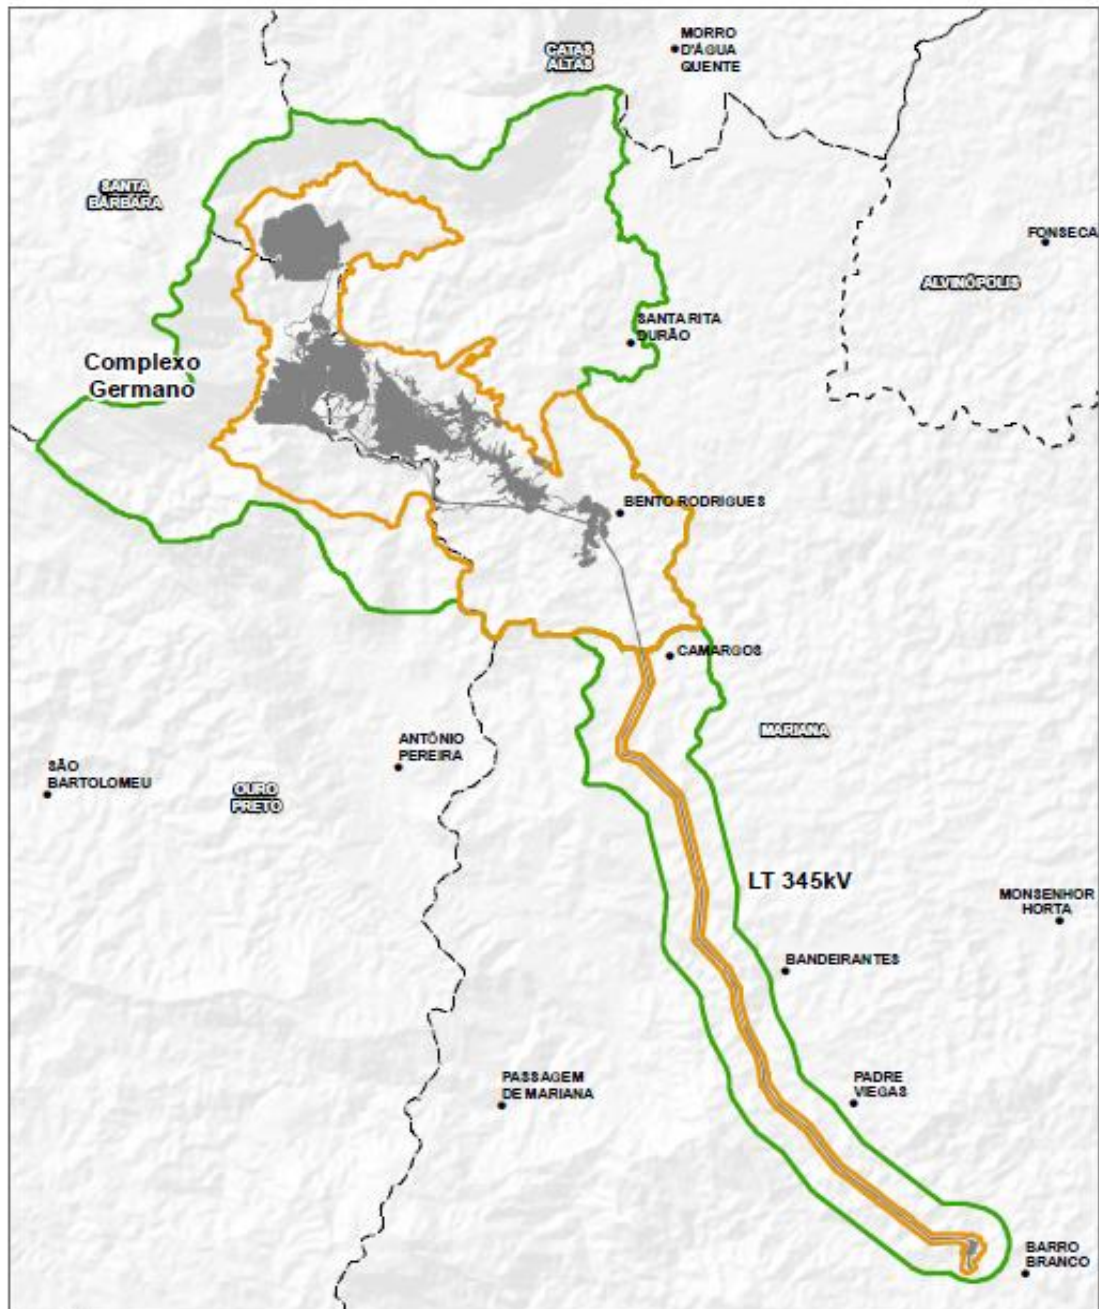 MORRO
D'ÁGUA
QUENTE
CATAS
ALTAS
SANTA
BÁRBARA
FONSECA
ALVINÓPOLIS
SANTA RITA
DURÃO
Complexo
Germano
BENTO RODRIGUES
CAMARGOS
MARIANA
ANTÔNIO
PEREIRA
SÃO
BARTOLOMEU
OURO
PRETO
LT 345kV
MONSENHOR
HORTA
BANDEIRANTES
PASSAGEM
DE MARIANA
PADRE
VIEGAS
BARRO
BRANCO